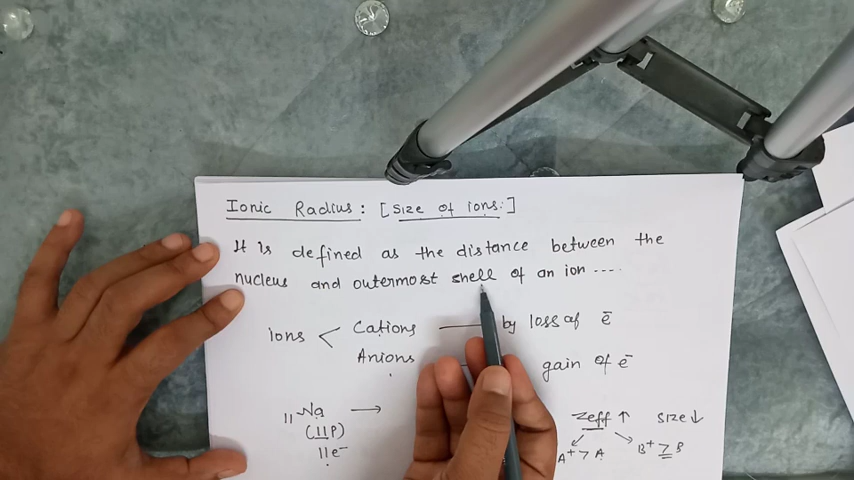 Ionic Radius: [Size of ions:]
It is defined as the distance between the
nucleus and outermost shell of an ion ....
ions < Cations — by loss of e⁻
Anions — gain of e⁻
₁₁Na → Zeff ↑ Size ↓
(11P) A⁺ > A B⁺ > B
11e⁻